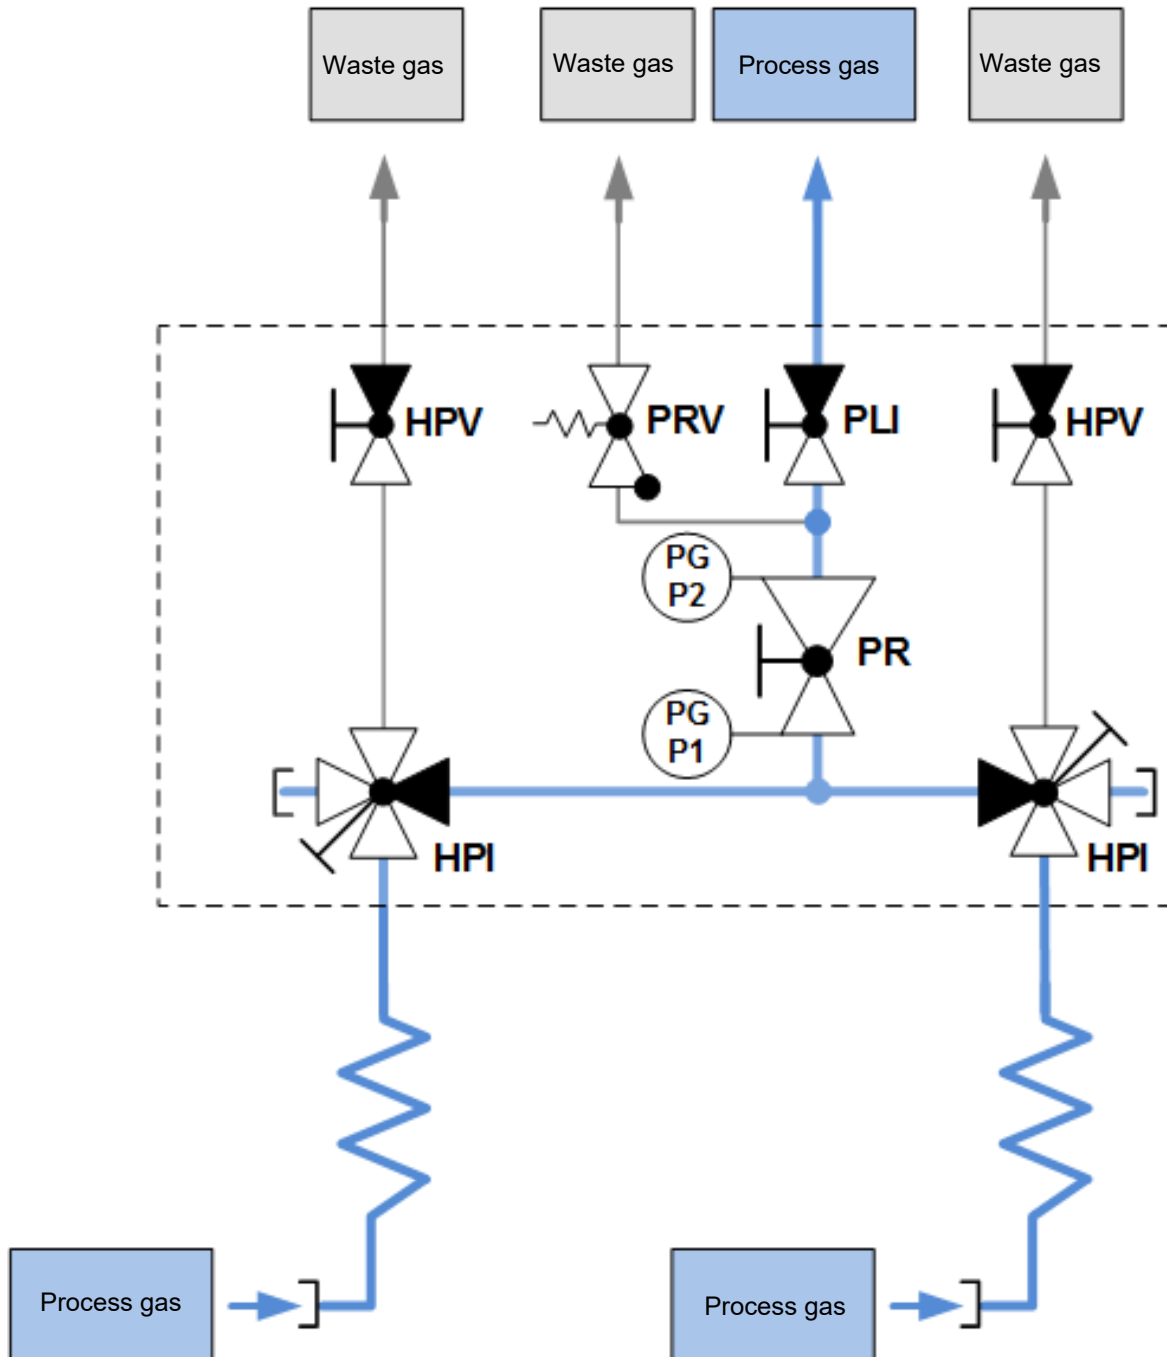 Waste gas
Waste gas
Process gas
Waste gas
HPV
PRV
PLI
HPV
PG
P2
PR
PG
P1
HPI
HPI
Process gas
Process gas